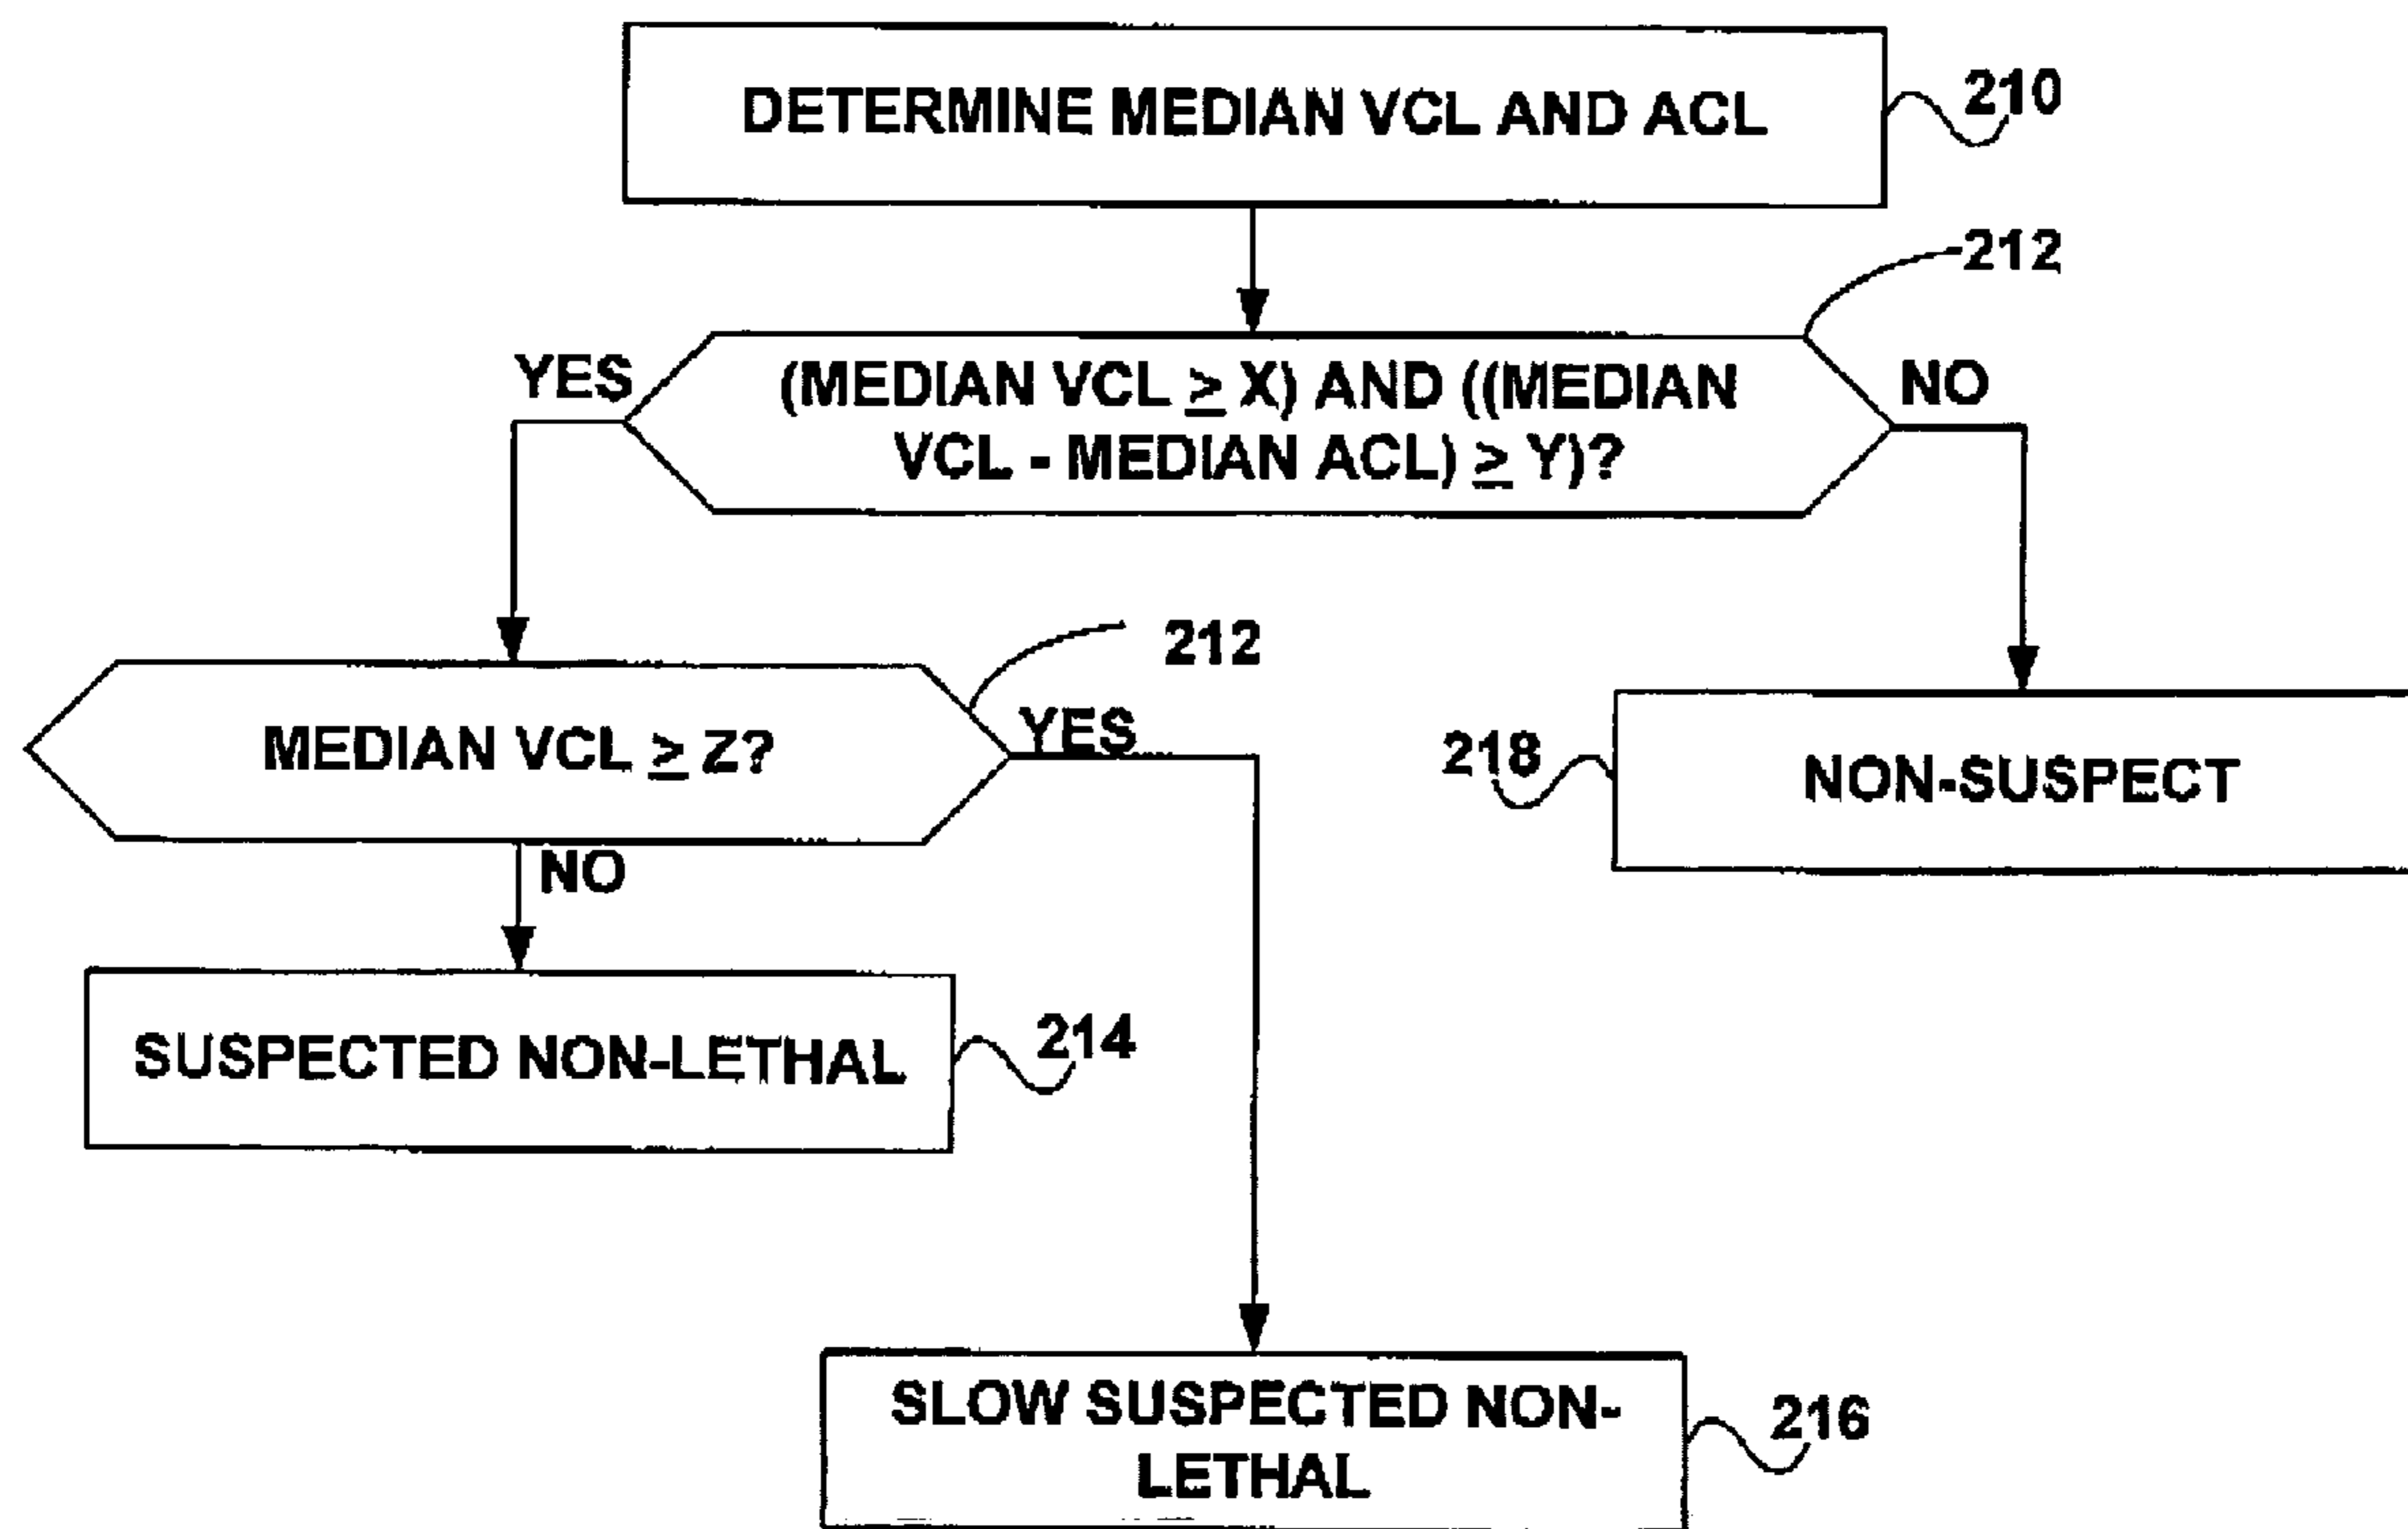 DETERMINE MEDIAN VCL AND ACL
210
212
YES
(MEDIAN VCL ≥ X) AND ((MEDIAN
VCL - MEDIAN ACL) ≥ Y)?
NO
212
MEDIAN VCL ≥ Z?
YES
218
NON-SUSPECT
NO
SUSPECTED NON-LETHAL
214
SLOW SUSPECTED NON-
LETHAL
216